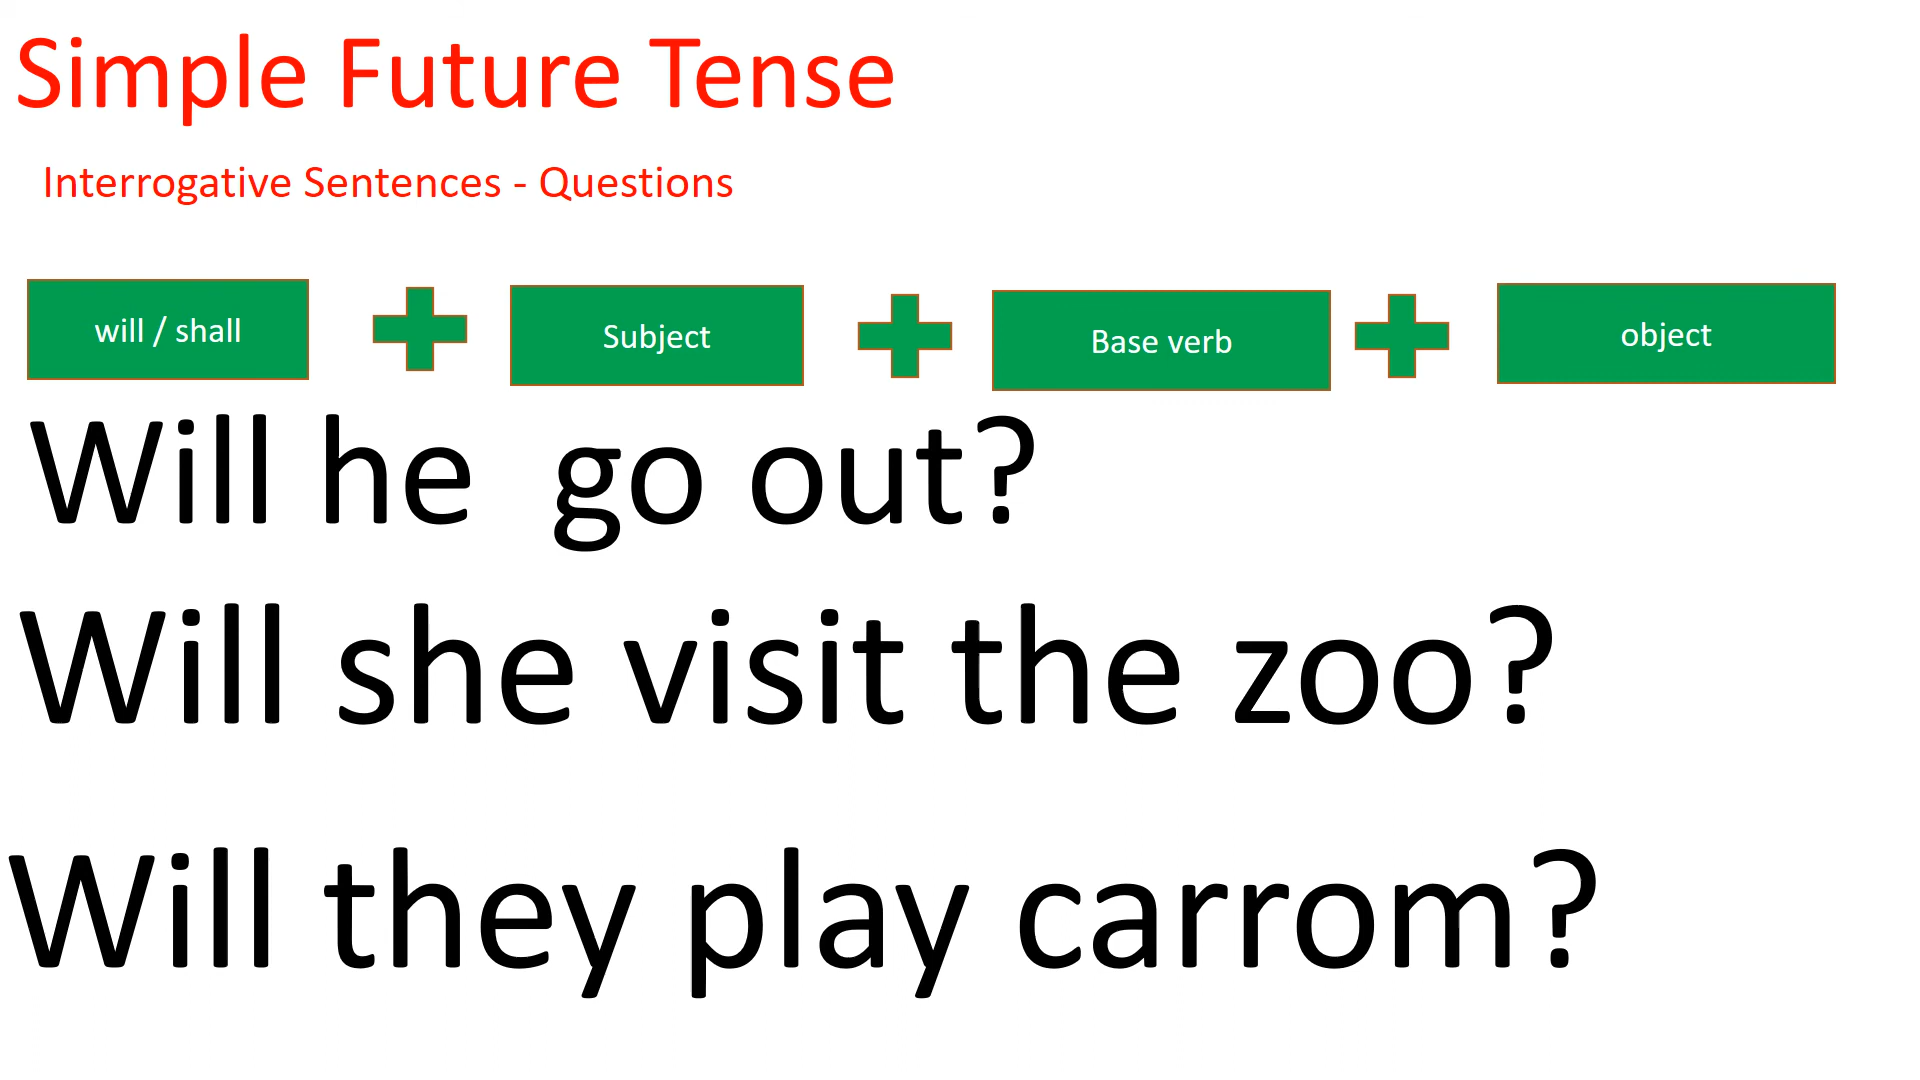 Simple Future Tense
Interrogative Sentences - Questions
will / shall Subject Base verb object
Will he go out?
Will she visit the zoo?
Will they play carrom?